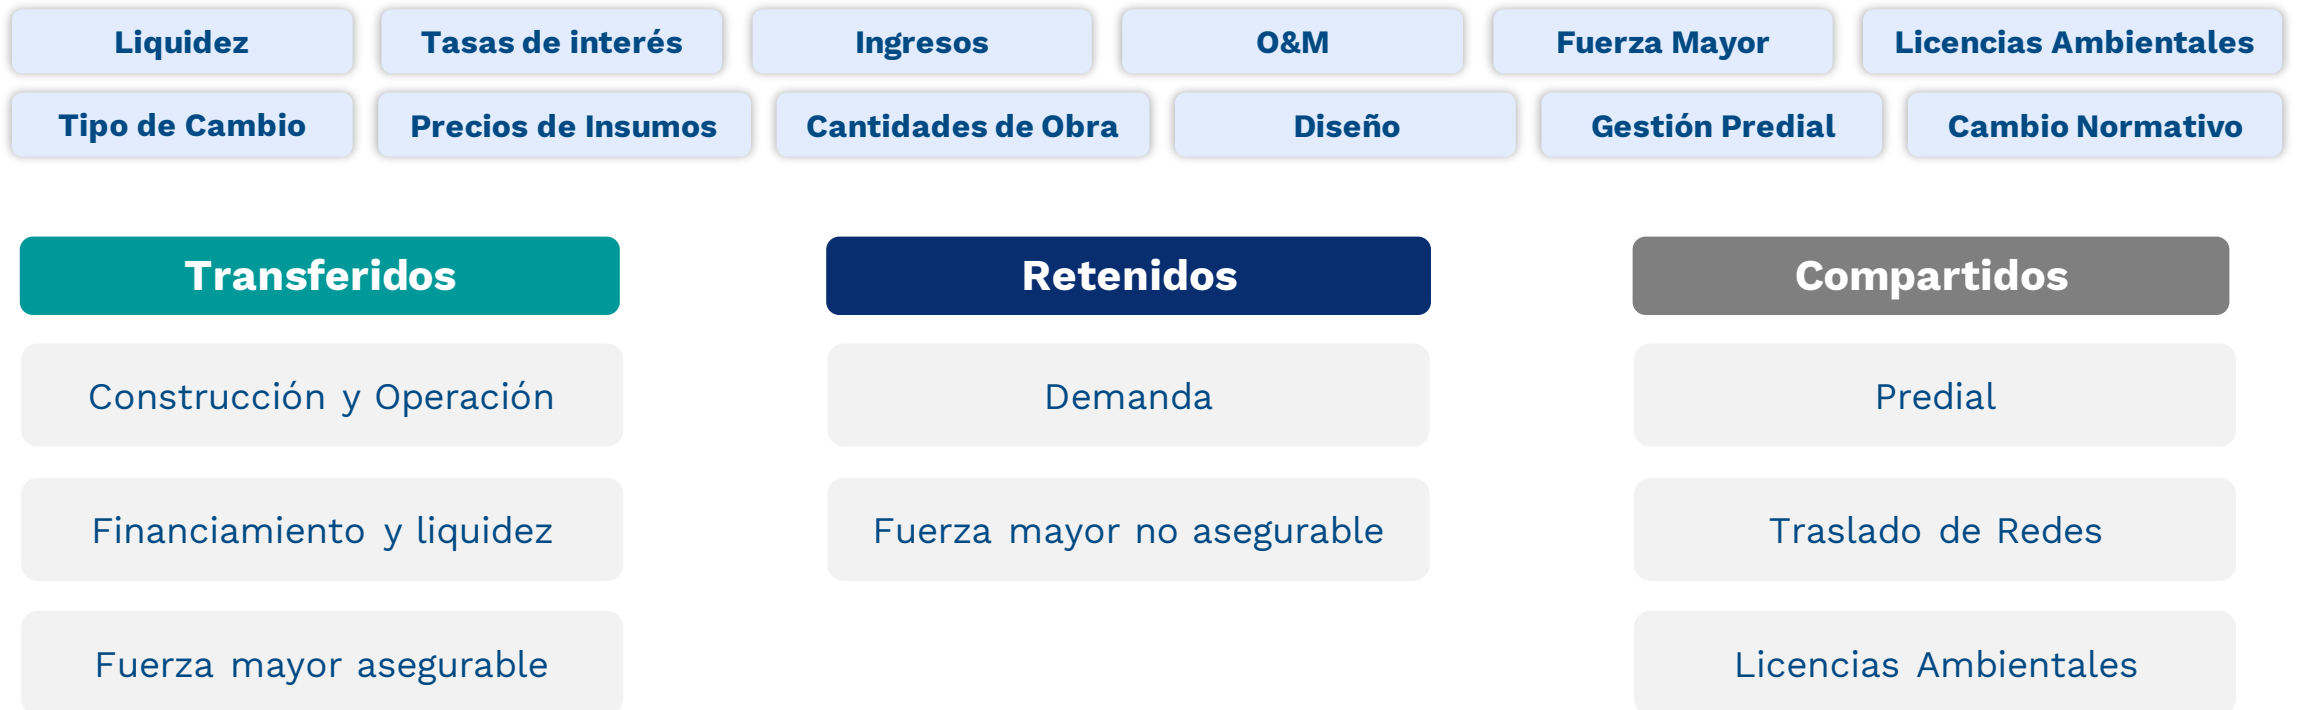 Liquidez
Tasas de interés
Ingresos
O&M
Fuerza Mayor
Licencias Ambientales
Tipo de Cambio
Precios de Insumos
Cantidades de Obra
Diseño
Gestión Predial
Cambio Normativo
Transferidos
Construcción y Operación
Financiamiento y liquidez
Fuerza mayor asegurable
Retenidos
Demanda
Fuerza mayor no asegurable
Compartidos
Predial
Traslado de Redes
Licencias Ambientales